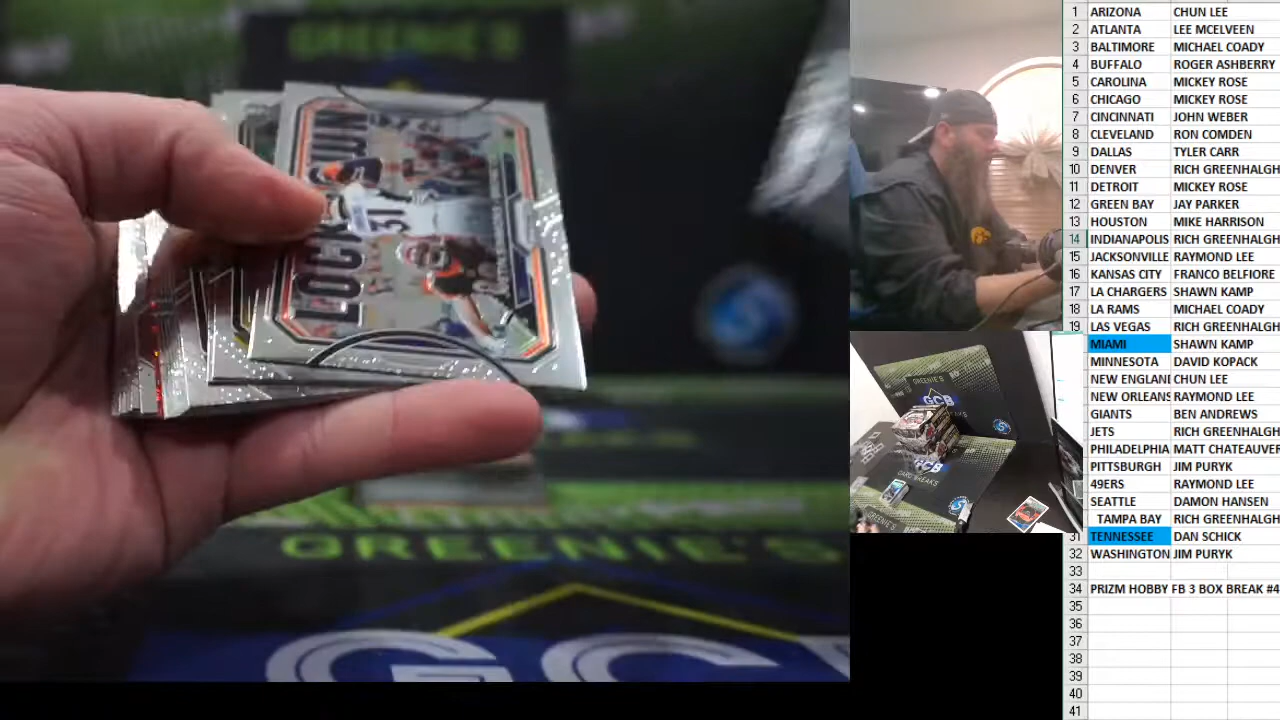 GREENIE'S
GCB
LOCK
31
1 ARIZONA CHUN LEE
2 ATLANTA LEE MCELVEEN
3 BALTIMORE MICHAEL COADY
4 BUFFALO ROGER ASHBERRY
5 CAROLINA MICKEY ROSE
6 CHICAGO MICKEY ROSE
7 CINCINNATI JOHN WEBER
8 CLEVELAND RON COMDEN
9 DALLAS TYLER CARR
10 DENVER RICH GREENHALGH
11 DETROIT MICKEY ROSE
12 GREEN BAY JAY PARKER
13 HOUSTON MIKE HARRISON
14 INDIANAPOLIS RICH GREENHALGH
15 JACKSONVILLE RAYMOND LEE
16 KANSAS CITY FRANCO BELFIORE
17 LA CHARGERS SHAWN KAMP
18 LA RAMS MICHAEL COADY
19 LAS VEGAS RICH GREENHALGH
MIAMI SHAWN KAMP
MINNESOTA DAVID KOPACK
NEW ENGLAND CHUN LEE
NEW ORLEANS RAYMOND LEE
GIANTS BEN ANDREWS
JETS RICH GREENHALGH
PHILADELPHIA MATT CHATEAUVER
PITTSBURGH JIM PURYK
49ERS RAYMOND LEE
SEATTLE DAMON HANSEN
TAMPA BAY RICH GREENHALGH
31 TENNESSEE DAN SCHICK
32 WASHINGTON JIM PURYK
33
34 PRIZM HOBBY FB 3 BOX BREAK #4
35
36
37
38
39
40
41
GREENIE'S
GCB
GCB
CARD BREAKS